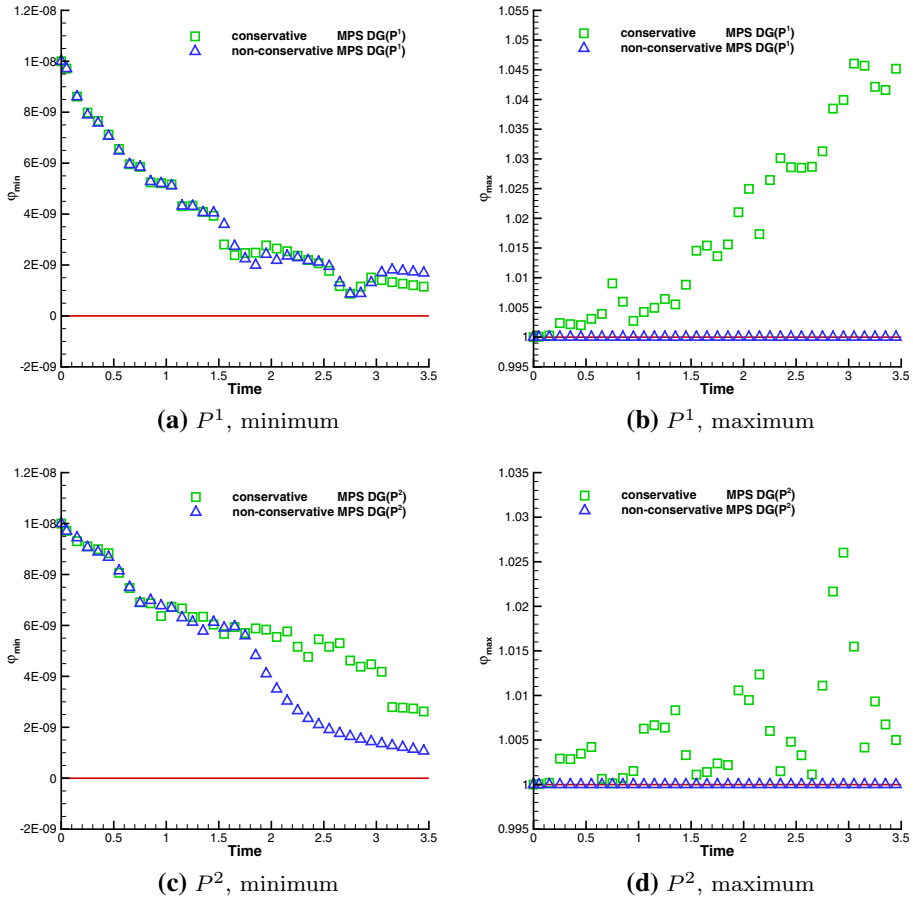 1.2E-08
1E-08
8E-09
6E-09
4E-09
2E-09
0
-2E-09
φmin
conservative MPS DG(P¹)
non-conservative MPS DG(P¹)
0 0.5 1 1.5 2 2.5 3 3.5
Time
(a) P¹, minimum
1.055
1.05
1.045
1.04
1.035
1.03
1.025
1.02
1.015
1.01
1.005
1
0.995
φmax
conservative MPS DG(P¹)
non-conservative MPS DG(P¹)
0 0.5 1 1.5 2 2.5 3 3.5
Time
(b) P¹, maximum
1.2E-08
1E-08
8E-09
6E-09
4E-09
2E-09
0
-2E-09
φmin
conservative MPS DG(P²)
non-conservative MPS DG(P²)
0 0.5 1 1.5 2 2.5 3 3.5
Time
(c) P², minimum
1.035
1.03
1.025
1.02
1.015
1.01
1.005
1
0.995
φmax
conservative MPS DG(P²)
non-conservative MPS DG(P²)
0 0.5 1 1.5 2 2.5 3 3.5
Time
(d) P², maximum